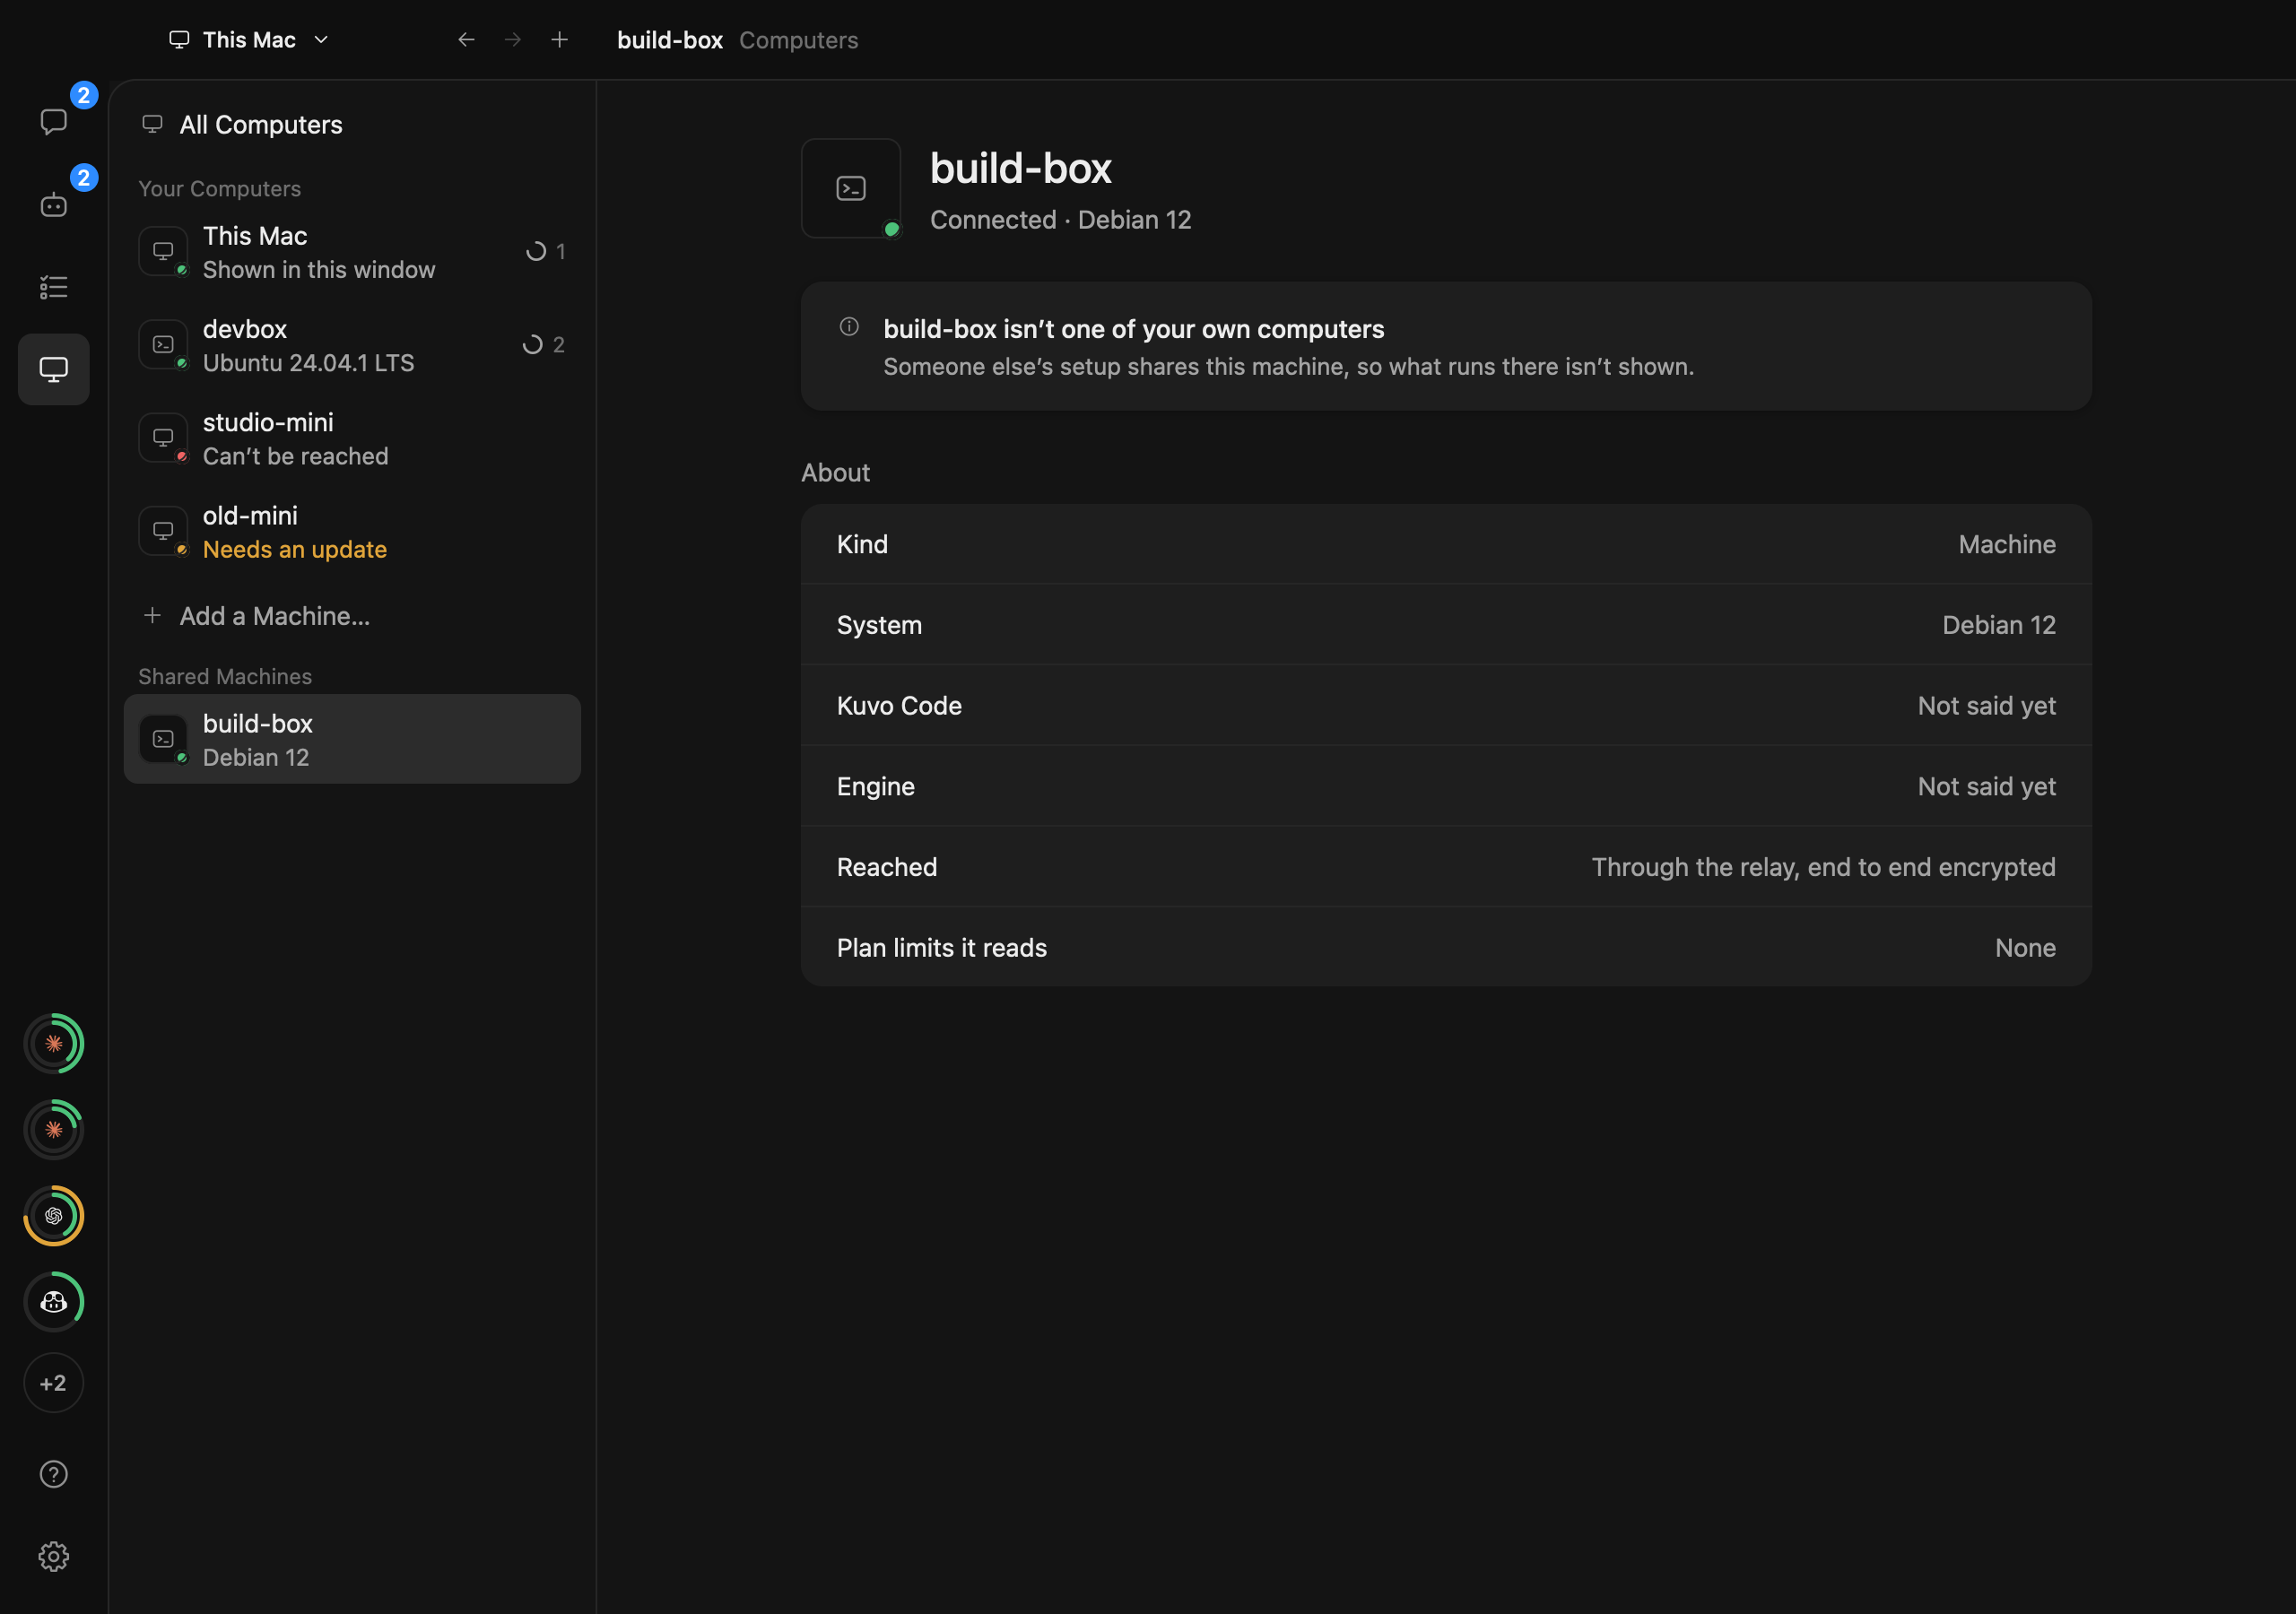 This Mac
build-box Computers
2
2
All Computers
Your Computers
This Mac
Shown in this window
1
devbox
Ubuntu 24.04.1 LTS
2
studio-mini
Can’t be reached
old-mini
Needs an update
Add a Machine...
Shared Machines
build-box
Debian 12
+2
build-box
Connected · Debian 12
build-box isn’t one of your own computers
Someone else’s setup shares this machine, so what runs there isn’t shown.
About
Kind Machine
System Debian 12
Kuvo Code Not said yet
Engine Not said yet
Reached Through the relay, end to end encrypted
Plan limits it reads None